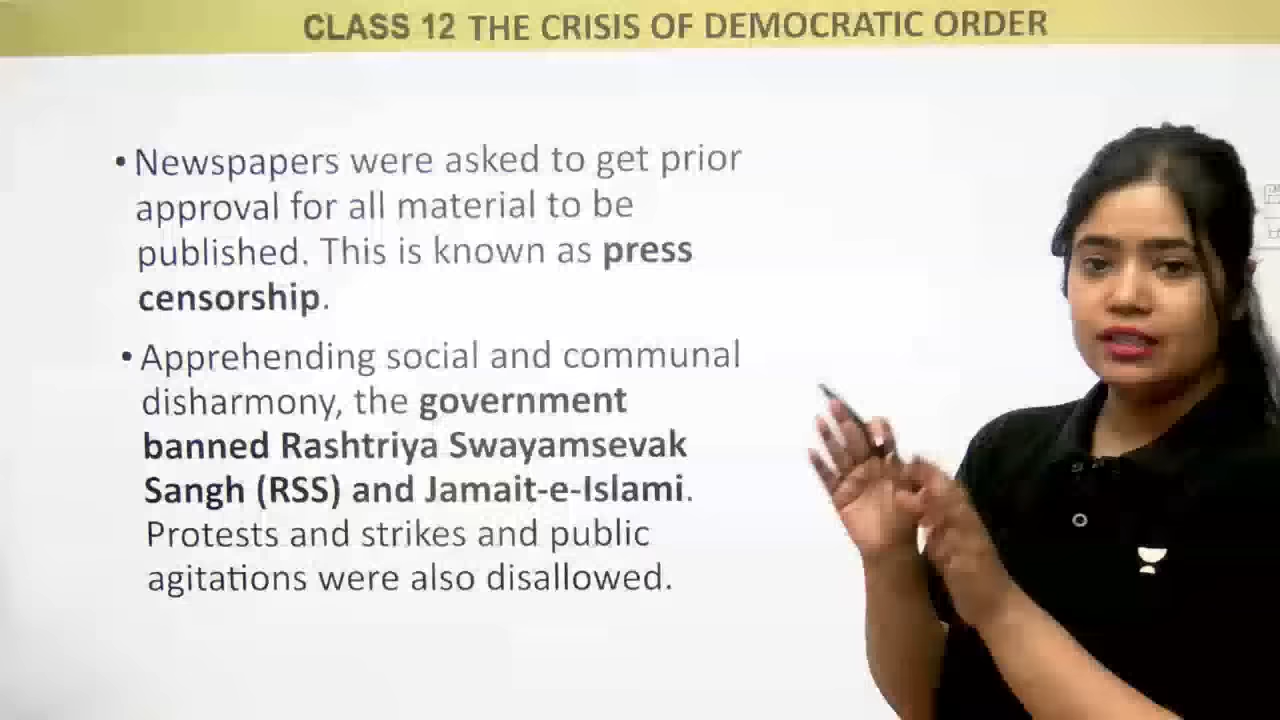 CLASS 12 THE CRISIS OF DEMOCRATIC ORDER
• Newspapers were asked to get prior
approval for all material to be
published. This is known as press
censorship.
• Apprehending social and communal
disharmony, the government
banned Rashtriya Swayamsevak
Sangh (RSS) and Jamait-e-Islami.
Protests and strikes and public
agitations were also disallowed.